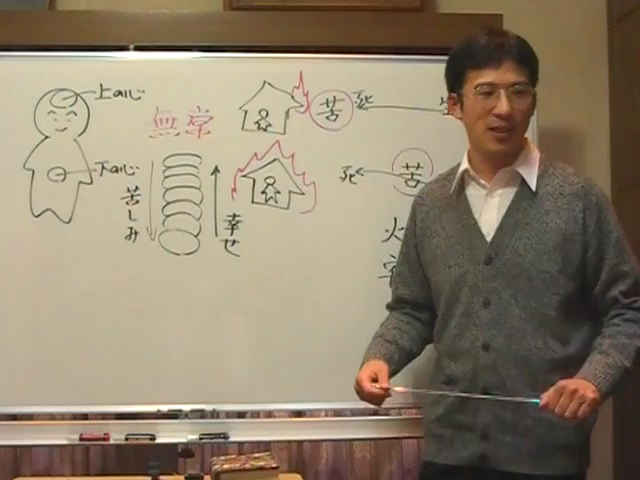 上の心
下の心
無常
苦しみ
幸せ
苦
死
死
苦
火